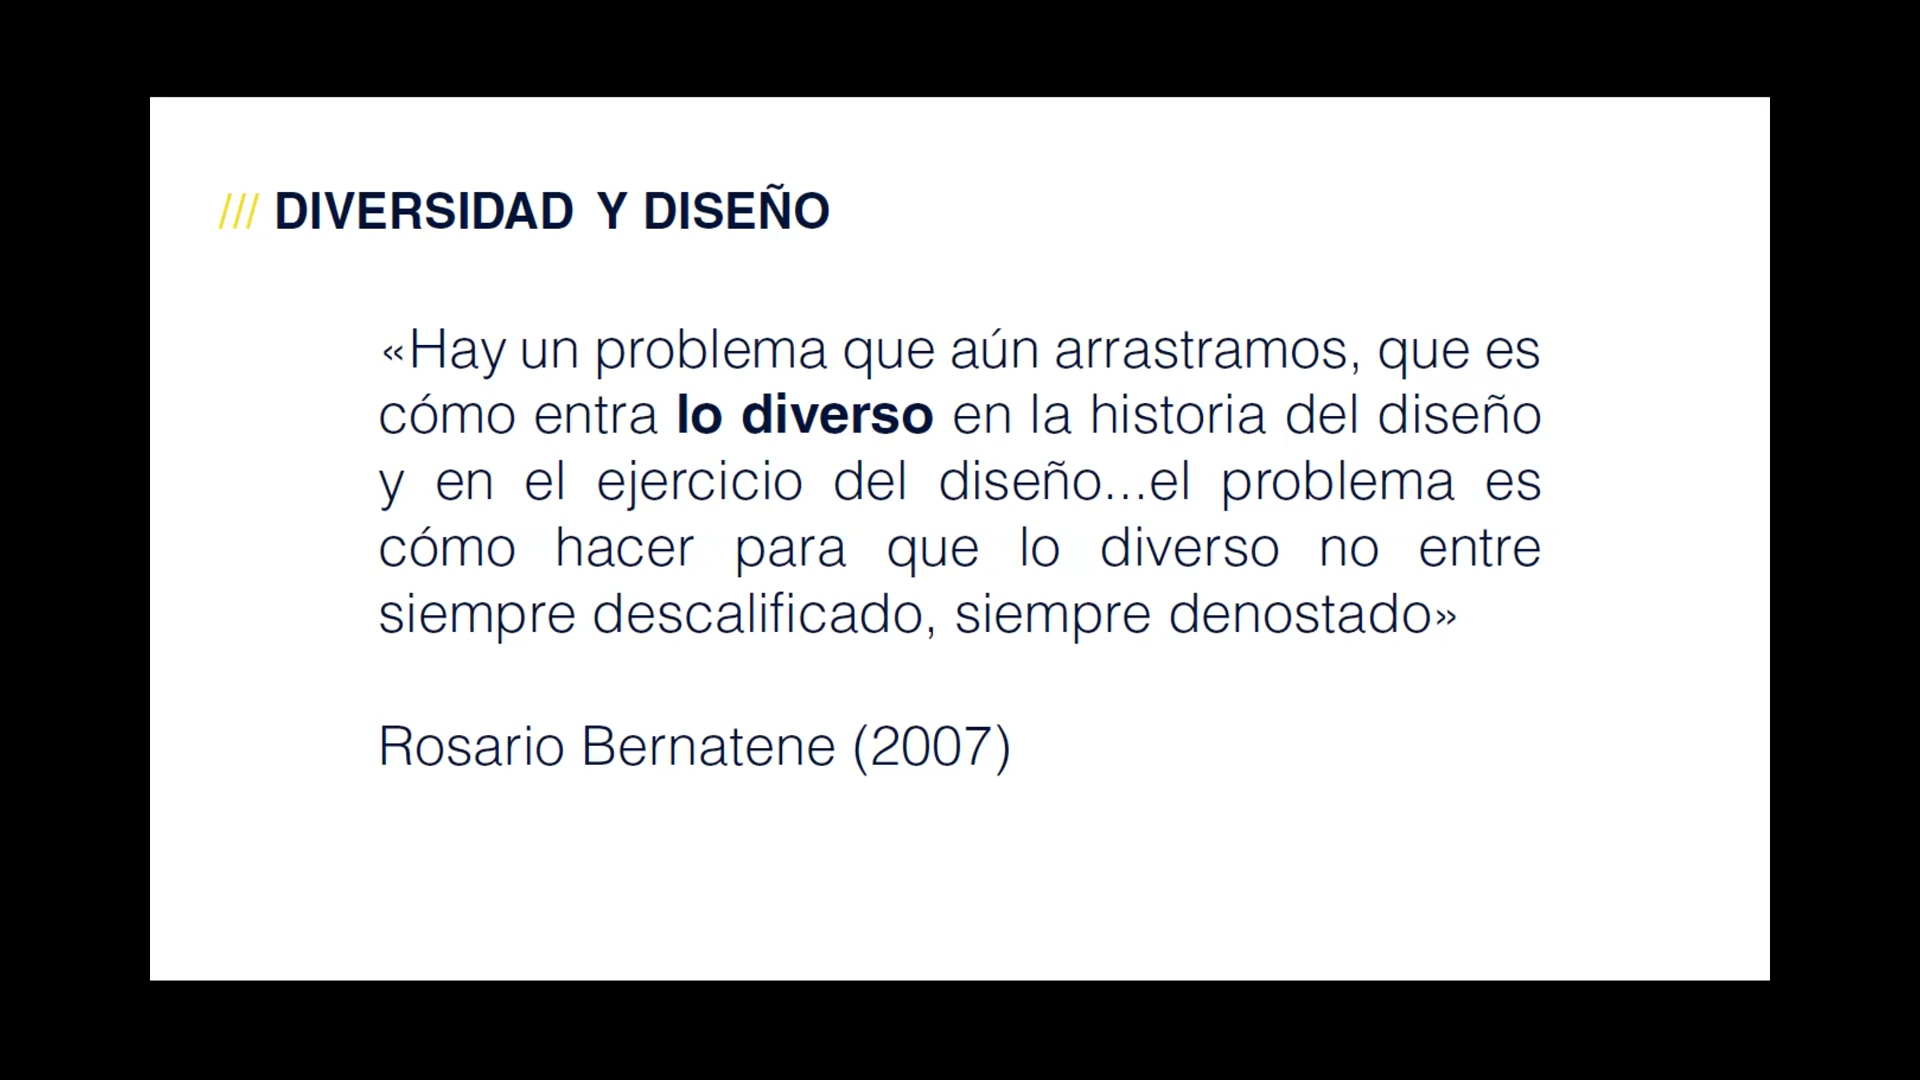 /// DIVERSIDAD Y DISEÑO
«Hay un problema que aún arrastramos, que es
cómo entra lo diverso en la historia del diseño
y en el ejercicio del diseño...el problema es
cómo hacer para que lo diverso no entre
siempre descalificado, siempre denostado»
Rosario Bernatene (2007)